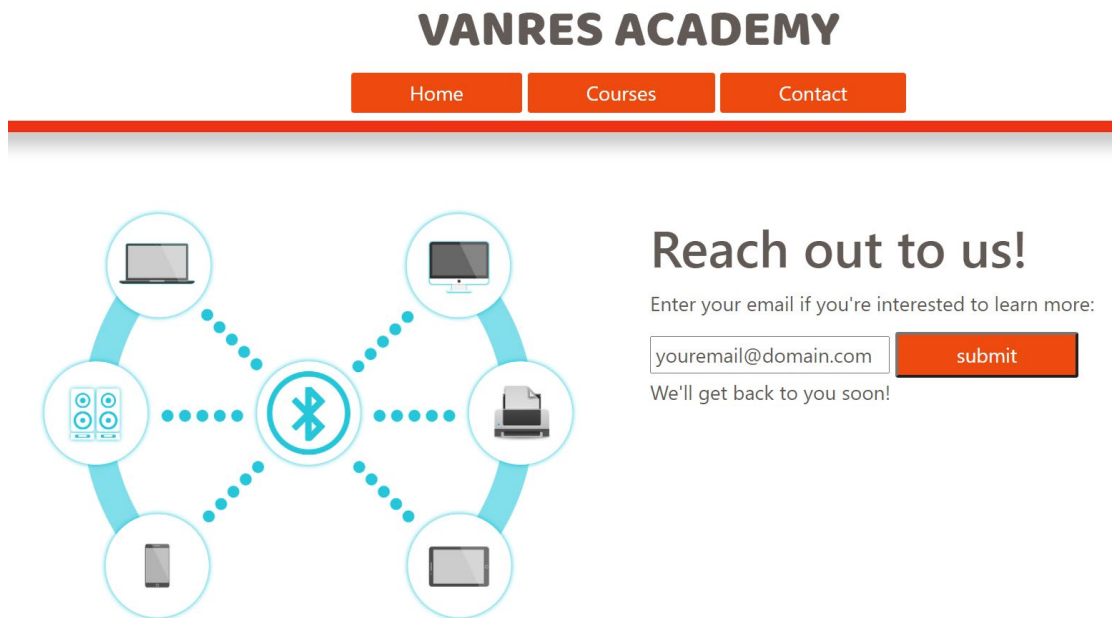 VANRES ACADEMY
Home Courses Contact
Reach out to us!
Enter your email if you're interested to learn more:
youremail@domain.com submit
We'll get back to you soon!